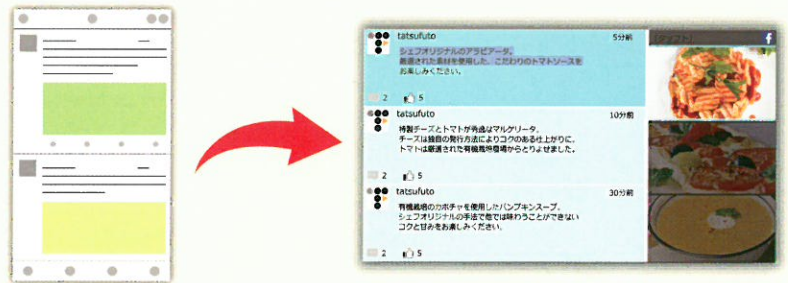 tatsufuto
5分前
シェフオリジナルのアラビアータ。
厳選された素材を使用した、こだわりのトマトソースを
お楽しみください。
2
5
tatsufuto
10分前
特製チーズとトマトが秀逸なマルゲリータ。
チーズは独自の発行方法によりコクのある仕上がりに、
トマトは厳選された有機栽培農場からとりよせました。
2
5
tatsufuto
30分前
有機栽培のカボチャを使用したパンプキンスープ。
シェフオリジナルの手法で他では味わうことができない
コクと甘みをお楽しみください。
2
5
f